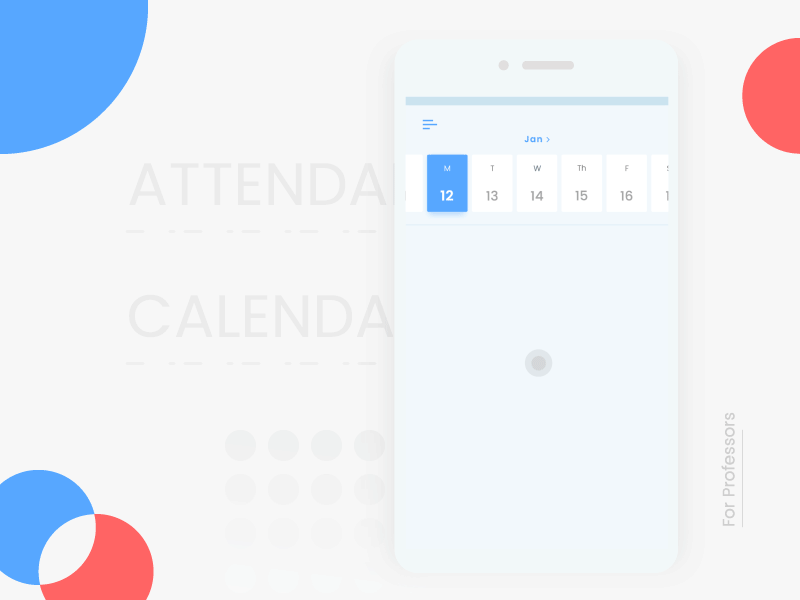 ATTENDA
CALENDA
Jan >
M T W Th F
12 13 14 15 16
For Professors